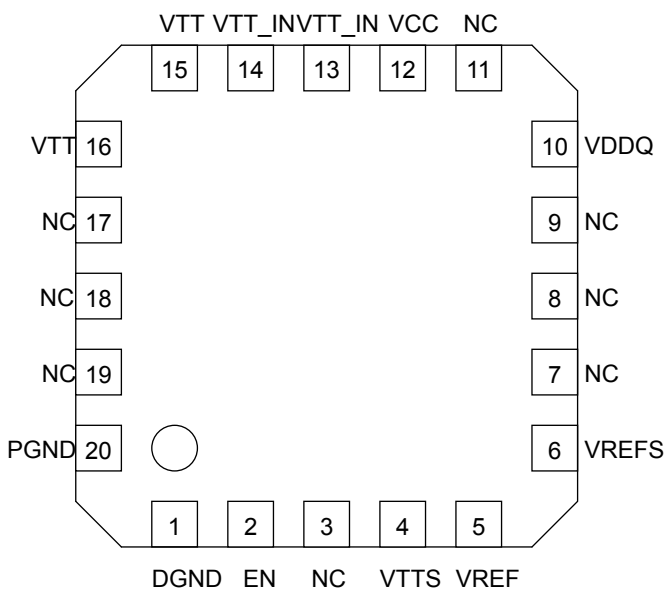 VTT VTT_IN VTT_IN VCC NC
15 14 13 12 11
VTT 16 10 VDDQ
NC 17 9 NC
NC 18 8 NC
NC 19 7 NC
PGND 20 6 VREFS
1 2 3 4 5
DGND EN NC VTTS VREF